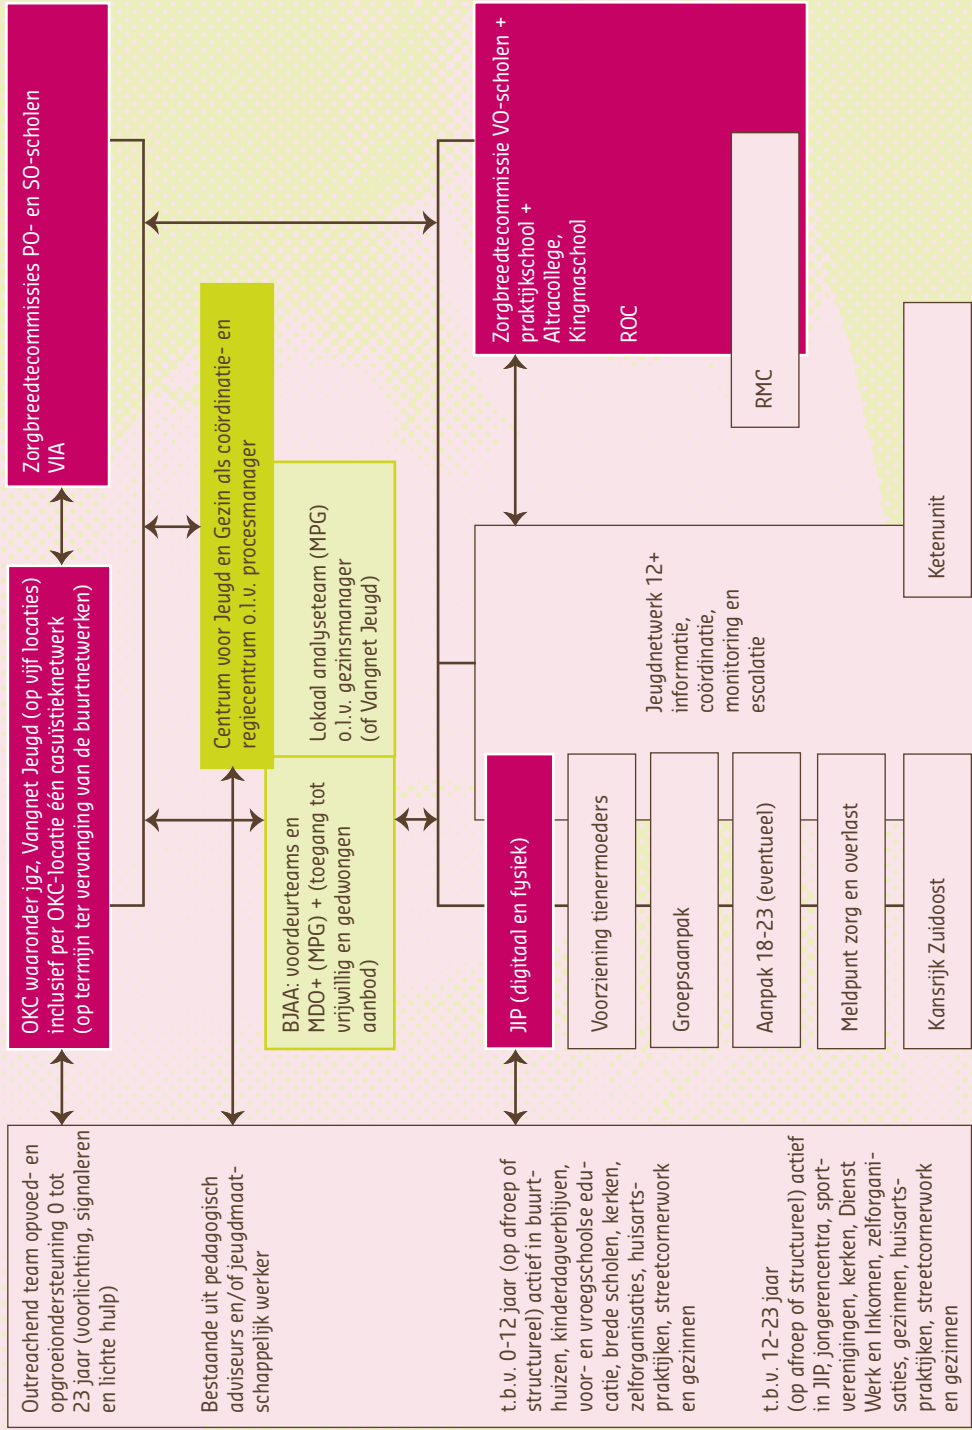 Outreachend team opvoed- en
opgroeiondersteuning 0 tot
23 jaar (voorlichting, signaleren
en lichte hulp)
Bestaande uit pedagogisch
adviseurs en/of jeugdmaat-
schappelijk werker
t.b.v. 0-12 jaar (op afroep of
structureel) actief in buurt-
huizen, kinderdagverblijven,
voor- en vroegschoolse edu-
catie, brede scholen, kerken,
zelforganisaties, huisarts-
praktijken, streetcornerwork
en gezinnen
t.b.v. 12-23 jaar
(op afroep of structureel) actief
in JIP, jongerencentra, sport-
verenigingen, kerken, Dienst
Werk en Inkomen, zelforgani-
saties, gezinnen, huisarts-
praktijken, streetcornerwork
en gezinnen
OKC waaronder jgz, Vangnet Jeugd (op vijf locaties)
inclusief per OKC-locatie één casuïstieknetwerk
(op termijn ter vervanging van de buurtnetwerken)
Zorgbreedtecommissies PO- en SO-scholen
VIA
Centrum voor Jeugd en Gezin als coördinatie- en
regiecentrum o.l.v. procesmanager
BJAA: voordeurteams en
MDO+ (MPG) + (toegang tot
vrijwillig en gedwongen
aanbod)
Lokaal analyseteam (MPG)
o.l.v. gezinsmanager
(of Vangnet Jeugd)
JIP (digitaal en fysiek)
Voorziening tienermoeders
Groepsaanpak
Aanpak 18-23 (eventueel)
Meldpunt zorg en overlast
Kansrijk Zuidoost
Jeugdnetwerk 12+
informatie,
coördinatie,
monitoring en
escalatie
Zorgbreedtecommissie VO-scholen +
praktijkschool +
Altracollege,
Kingmaschool
ROC
RMC
Ketenunit